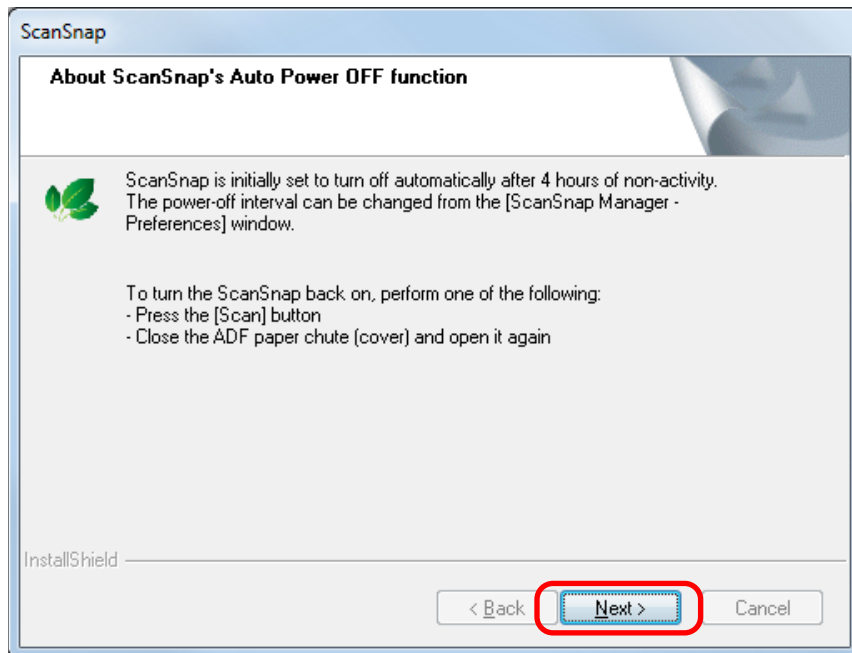 ScanSnap
About ScanSnap's Auto Power OFF function
ScanSnap is initially set to turn off automatically after 4 hours of non-activity.
The power-off interval can be changed from the [ScanSnap Manager -
Preferences] window.
To turn the ScanSnap back on, perform one of the following:
- Press the [Scan] button
- Close the ADF paper chute (cover) and open it again
InstallShield
< Back
Next >
Cancel